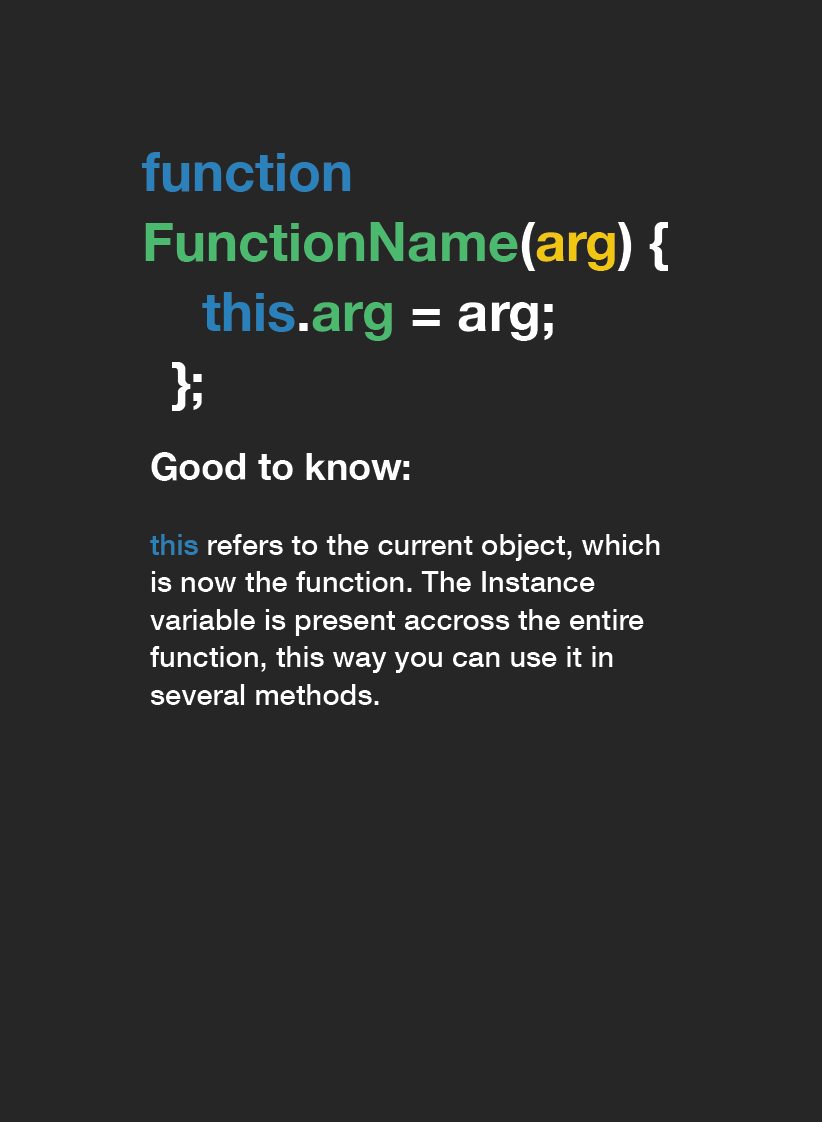 function
FunctionName(arg) {
this.arg = arg;
};
Good to know:
this refers to the current object, which
is now the function. The Instance
variable is present accross the entire
function, this way you can use it in
several methods.